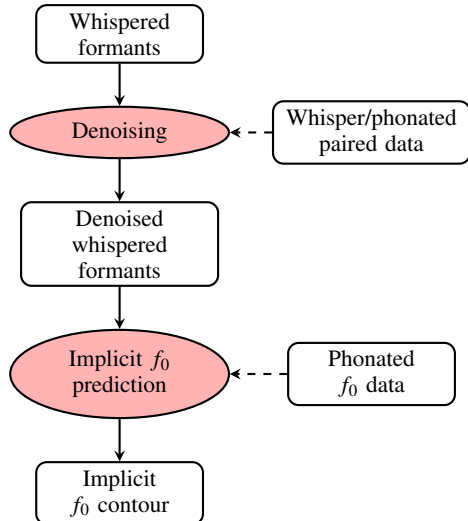 Whispered
formants
Denoising
Whisper/phonated
paired data
Denoised
whispered
formants
Implicit f₀
prediction
Phonated
f₀ data
Implicit
f₀ contour